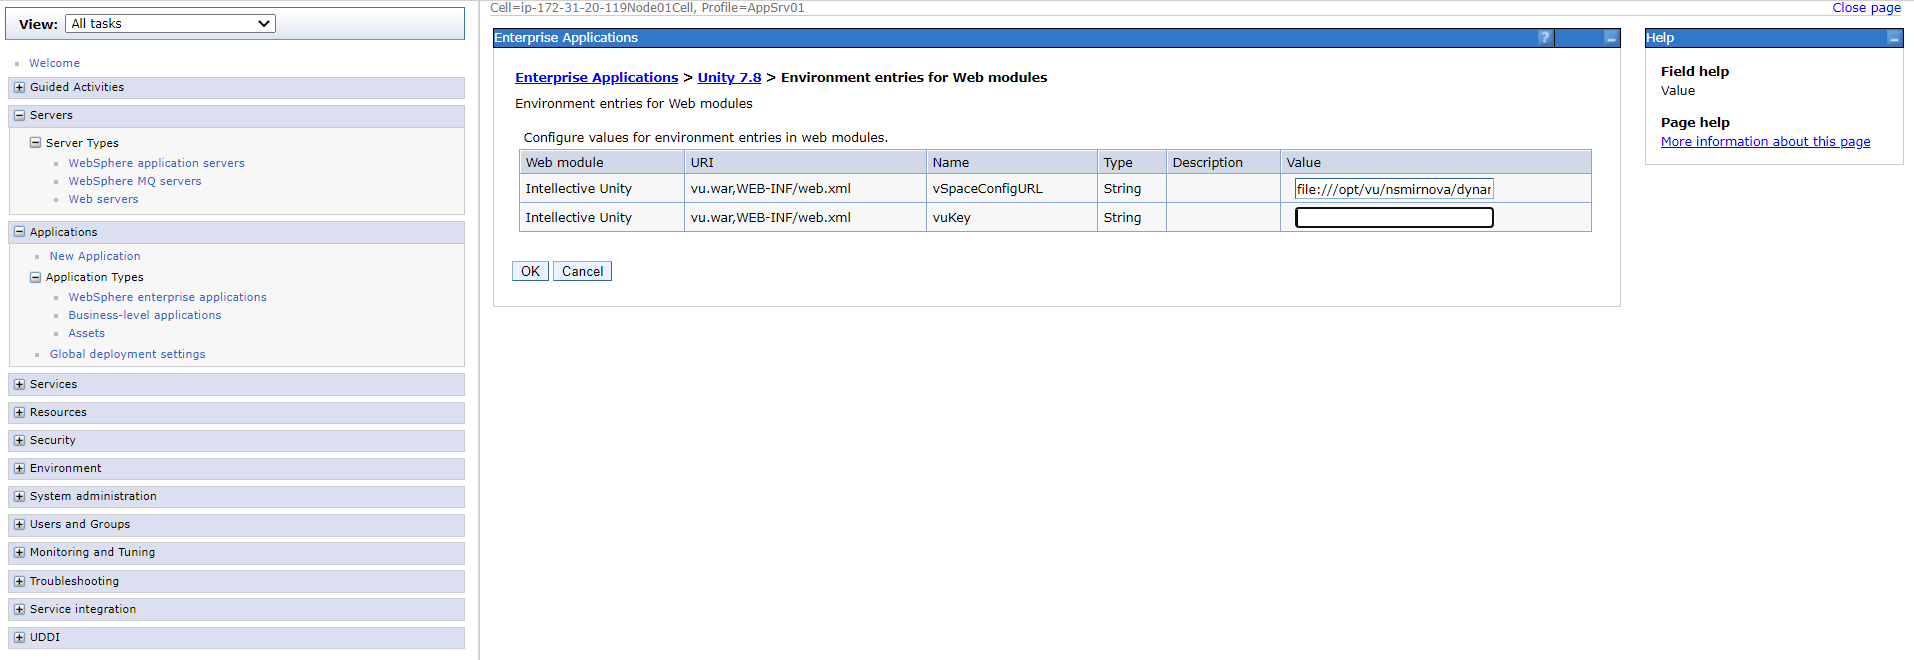 View: All tasks
Welcome
Guided Activities
Servers
Server Types
WebSphere application servers
WebSphere MQ servers
Web servers
Applications
New Application
Application Types
WebSphere enterprise applications
Business-level applications
Assets
Global deployment settings
Services
Resources
Security
Environment
System administration
Users and Groups
Monitoring and Tuning
Troubleshooting
Service integration
UDDI
Cell=ip-172-31-20-119Node01Cell, Profile=AppSrv01
Close page
Enterprise Applications ?
Enterprise Applications > Unity 7.8 > Environment entries for Web modules
Environment entries for Web modules
Configure values for environment entries in web modules.
Web module URI Name Type Description Value
Intellective Unity vu.war,WEB-INF/web.xml vSpaceConfigURL String file:///opt/vu/nsmirnova/dynar
Intellective Unity vu.war,WEB-INF/web.xml vuKey String
OK Cancel
Help
Field help
Value
Page help
More information about this page